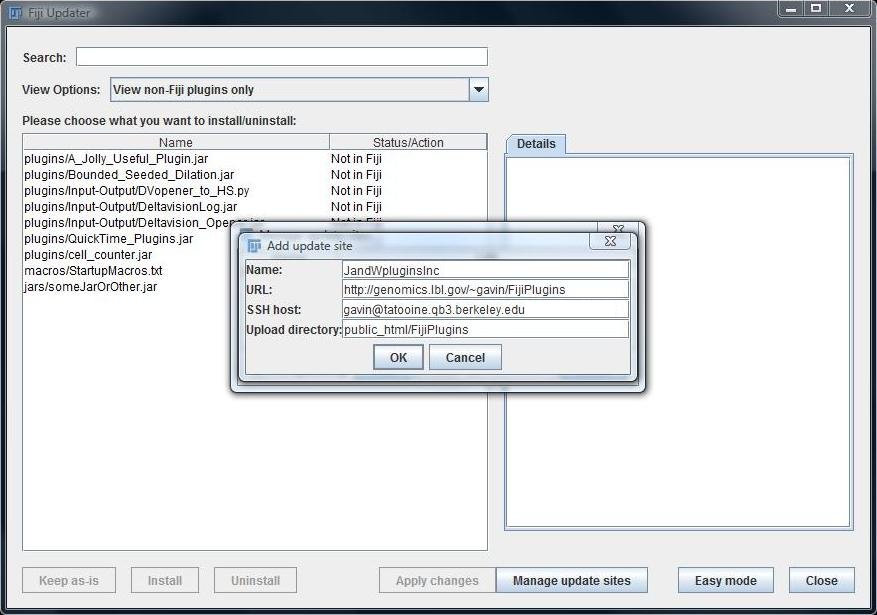 Fiji Updater
Search:
View Options: View non-Fiji plugins only
Please choose what you want to install/uninstall:
Name Status/Action
plugins/A_Jolly_Useful_Plugin.jar Not in Fiji
plugins/Bounded_Seeded_Dilation.jar Not in Fiji
plugins/Input-Output/DVopener_to_HS.py Not in Fiji
plugins/Input-Output/DeltavisionLog.jar Not in Fiji
plugins/Input-Output/Deltavision_Opener.jar Not in Fiji
plugins/QuickTime_Plugins.jar
plugins/cell_counter.jar
macros/StartupMacros.txt
jars/someJarOrOther.jar
Details
Add update site
Name: JandWpluginsInc
URL: http://genomics.lbl.gov/~gavin/FijiPlugins
SSH host: gavin@tatooine.qb3.berkeley.edu
Upload directory: public_html/FijiPlugins
OK Cancel
Keep as-is Install Uninstall Apply changes Manage update sites Easy mode Close